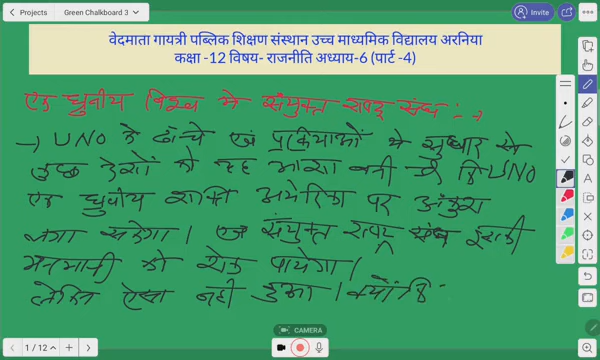 Projects
Green Chalkboard 3
Invite
वेदमाता गायत्री पब्लिक शिक्षण संस्थान उच्च माध्यमिक विद्यालय अरनिया
कक्षा -12 विषय- राजनीति अध्याय-6 (पार्ट -4)
एक ध्रुवीय विश्व मे संयुक्त राष्ट्र संघ :- →
→ UNO के ढाँचे एवं प्रक्रियाओं मे सुधार से
कुछ देशों को यह आशा बनी है कि UNO
एक ध्रुवीय शक्ति अमेरिका पर अंकुश
लगा सकेगा। एवं संयुक्त राष्ट्र संघ इसकी
मनमानी को रोक पायेगा।
लेकिन ऐसा नही हुआ। क्यों कि
1 / 12
CAMERA